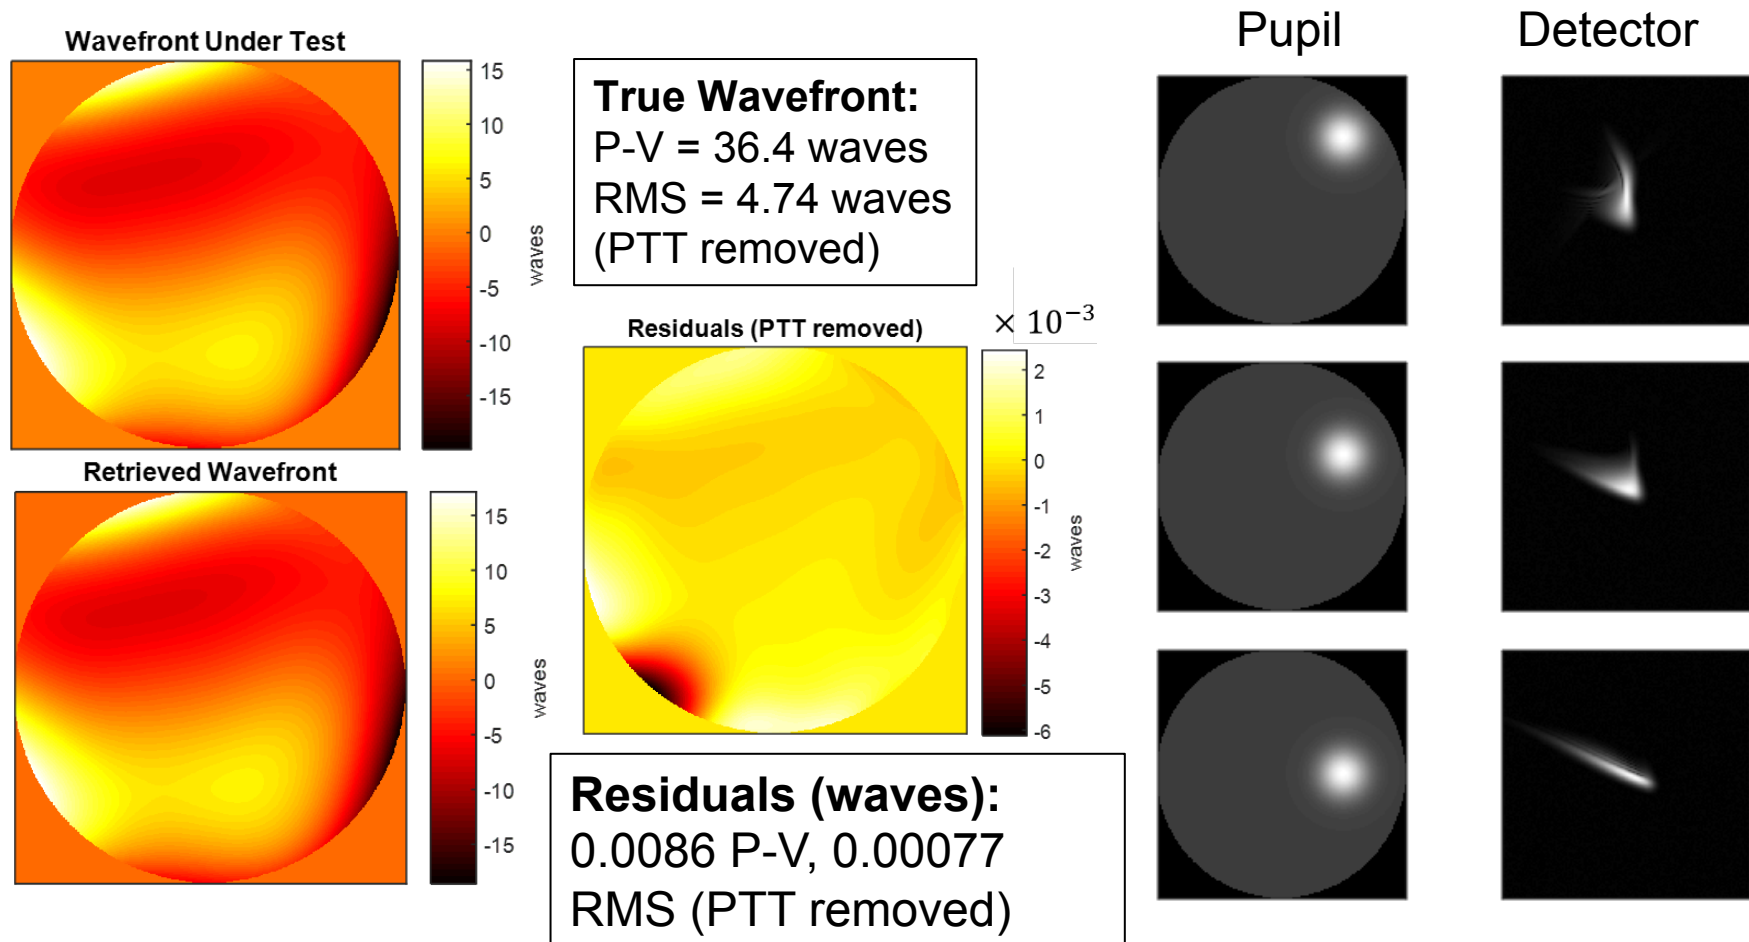 Wavefront Under Test
15
10
5
0
-5
-10
-15
waves
True Wavefront:
P-V = 36.4 waves
RMS = 4.74 waves
(PTT removed)
Pupil
Detector
Retrieved Wavefront
15
10
5
0
-5
-10
-15
waves
Residuals (PTT removed)
× 10⁻³
2
1
0
-1
-2
-3
-4
-5
-6
waves
Residuals (waves):
0.0086 P-V, 0.00077
RMS (PTT removed)